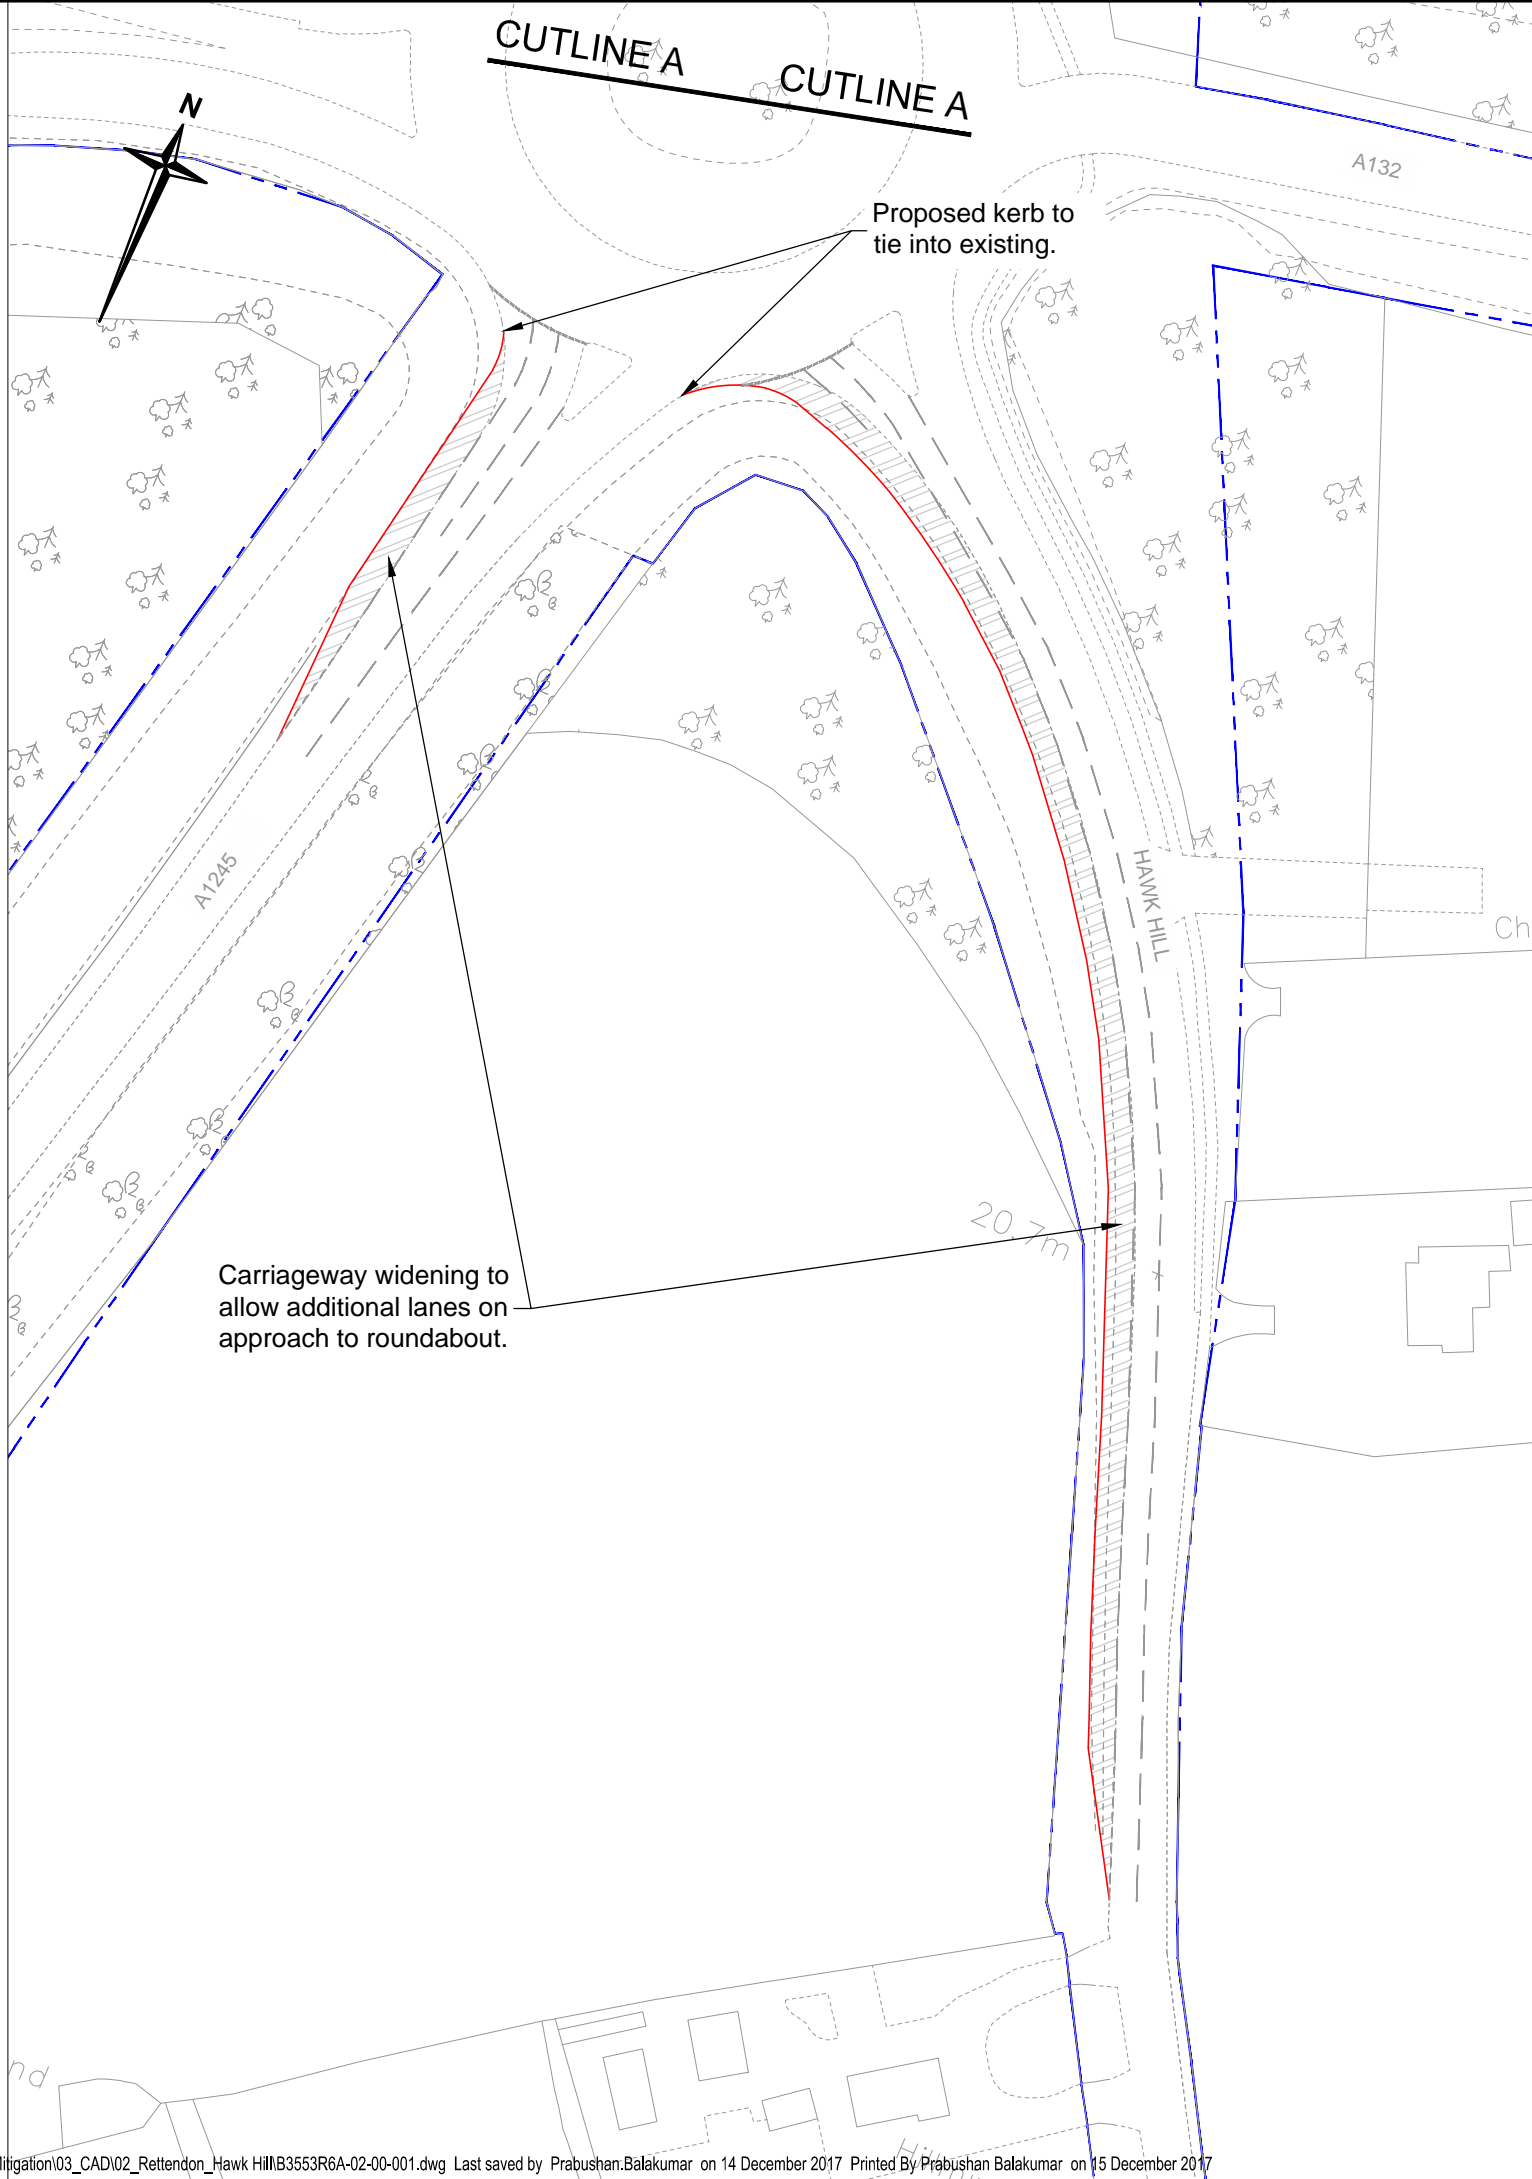 CUTLINE A
CUTLINE A
N
A132
Proposed kerb to
tie into existing.
HAWK HILL
A1245
Ch
20.7m
Carriageway widening to
allow additional lanes on
approach to roundabout.
nd
itigation\03_CAD\02_Rettendon_Hawk Hill\B3553R6A-02-00-001.dwg Last saved by Prabushan.Balakumar on 14 December 2017 Printed By Prabushan Balakumar on 15 December 2017